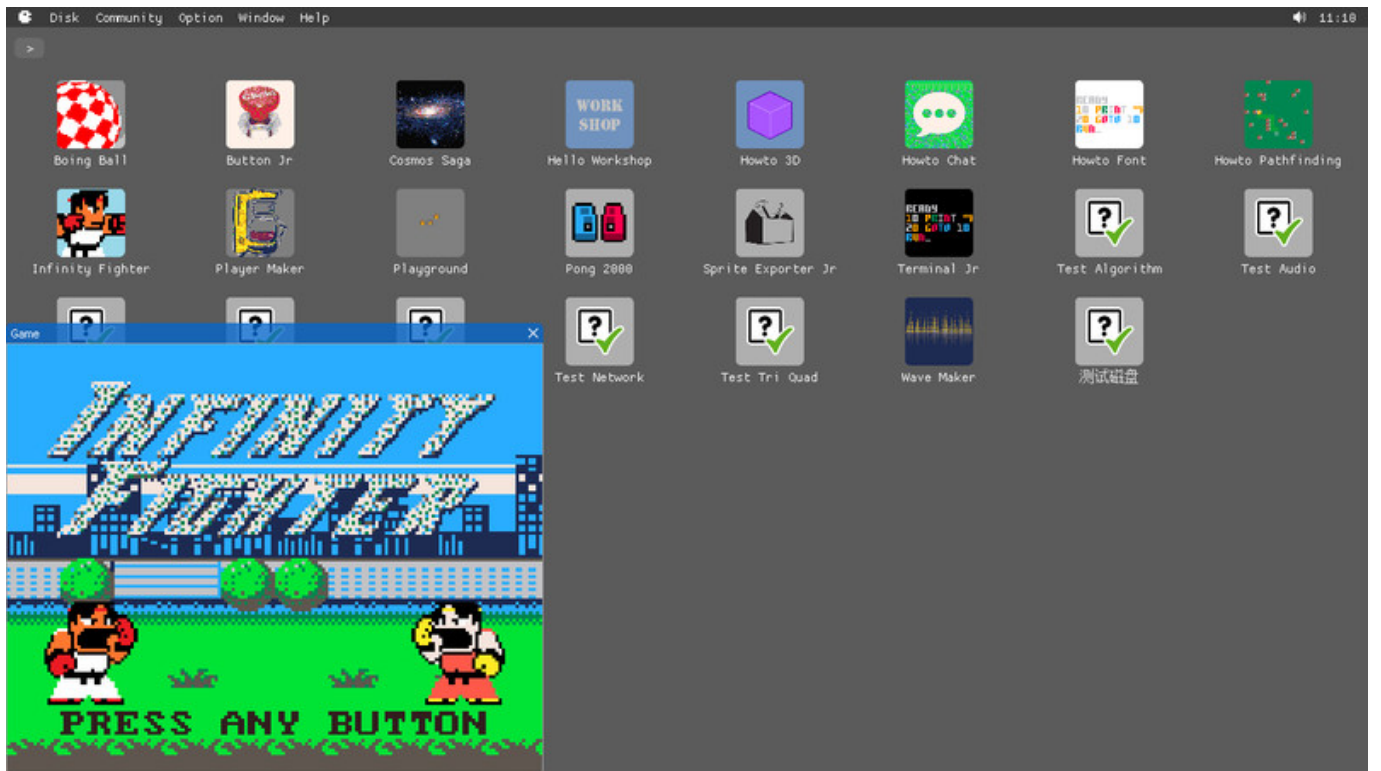 Disk Community Option Window Help 11:10
>
WORK
SHOP
READY
10 PRINT
20 GOTO 10
RUN_
Boing Ball Button Jr Cosmos Saga Hello Workshop Howto 3D Howto Chat Howto Font Howto Pathfinding
READY
10 PRINT
20 GOTO 10
RUN_
Infinity Fighter Player Maker Playground Pong 2000 Sprite Exporter Jr Terminal Jr Test Algorithm Test Audio
Game
Test Network Test Tri Quad Wave Maker 测试磁盘
INFINITY
FIGHTER
PRESS ANY BUTTON